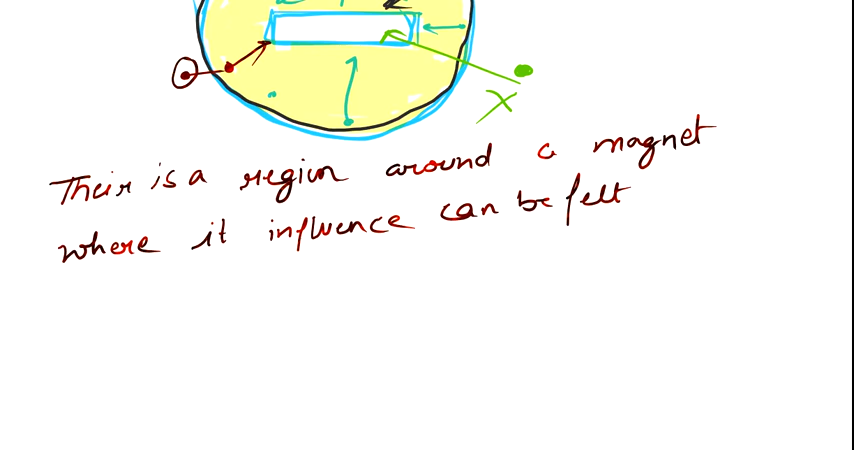 X
Their is a region around a magnet
where it influence can be felt